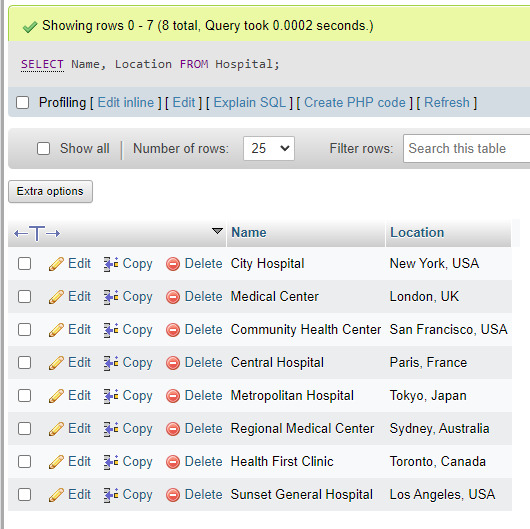 Showing rows 0 - 7 (8 total, Query took 0.0002 seconds.)
SELECT Name, Location FROM Hospital;
Profiling [ Edit inline ] [ Edit ] [ Explain SQL ] [ Create PHP code ] [ Refresh ]
Show all Number of rows: 25 Filter rows: Search this table
Extra options
←T→ Name Location
Edit Copy Delete City Hospital New York, USA
Edit Copy Delete Medical Center London, UK
Edit Copy Delete Community Health Center San Francisco, USA
Edit Copy Delete Central Hospital Paris, France
Edit Copy Delete Metropolitan Hospital Tokyo, Japan
Edit Copy Delete Regional Medical Center Sydney, Australia
Edit Copy Delete Health First Clinic Toronto, Canada
Edit Copy Delete Sunset General Hospital Los Angeles, USA